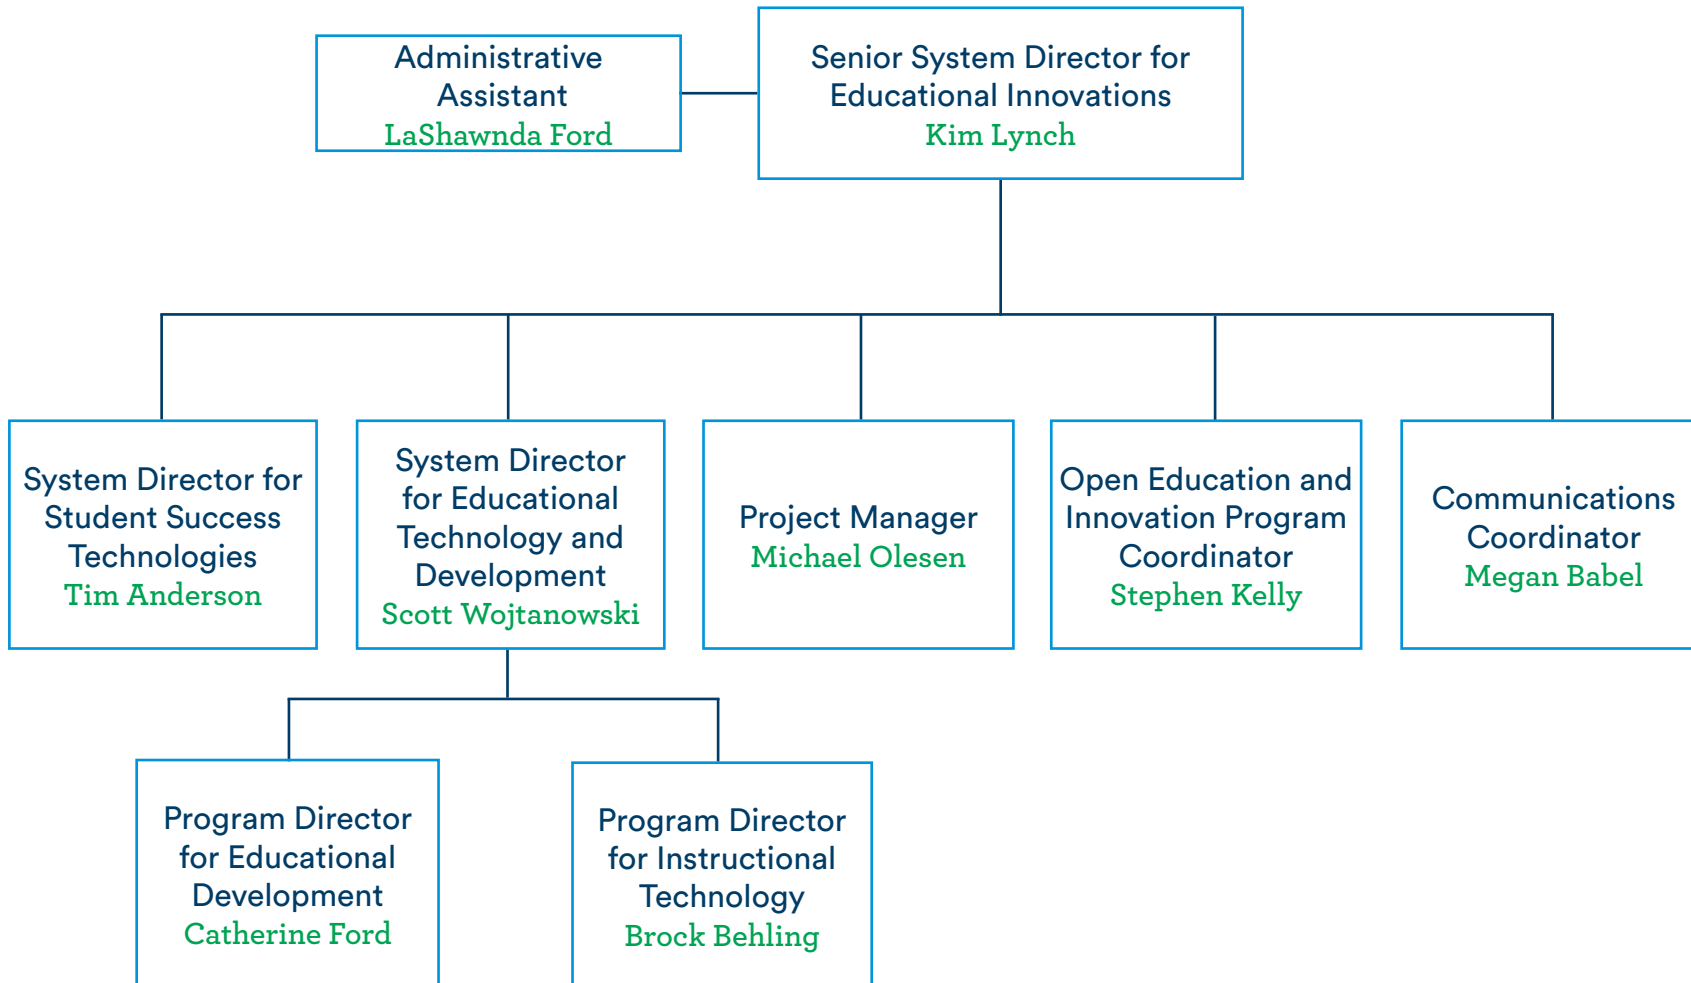 Administrative
Assistant
LaShawnda Ford
Senior System Director for
Educational Innovations
Kim Lynch
System Director for
Student Success
Technologies
Tim Anderson
System Director
for Educational
Technology and
Development
Scott Wojtanowski
Project Manager
Michael Olesen
Open Education and
Innovation Program
Coordinator
Stephen Kelly
Communications
Coordinator
Megan Babel
Program Director
for Educational
Development
Catherine Ford
Program Director
for Instructional
Technology
Brock Behling